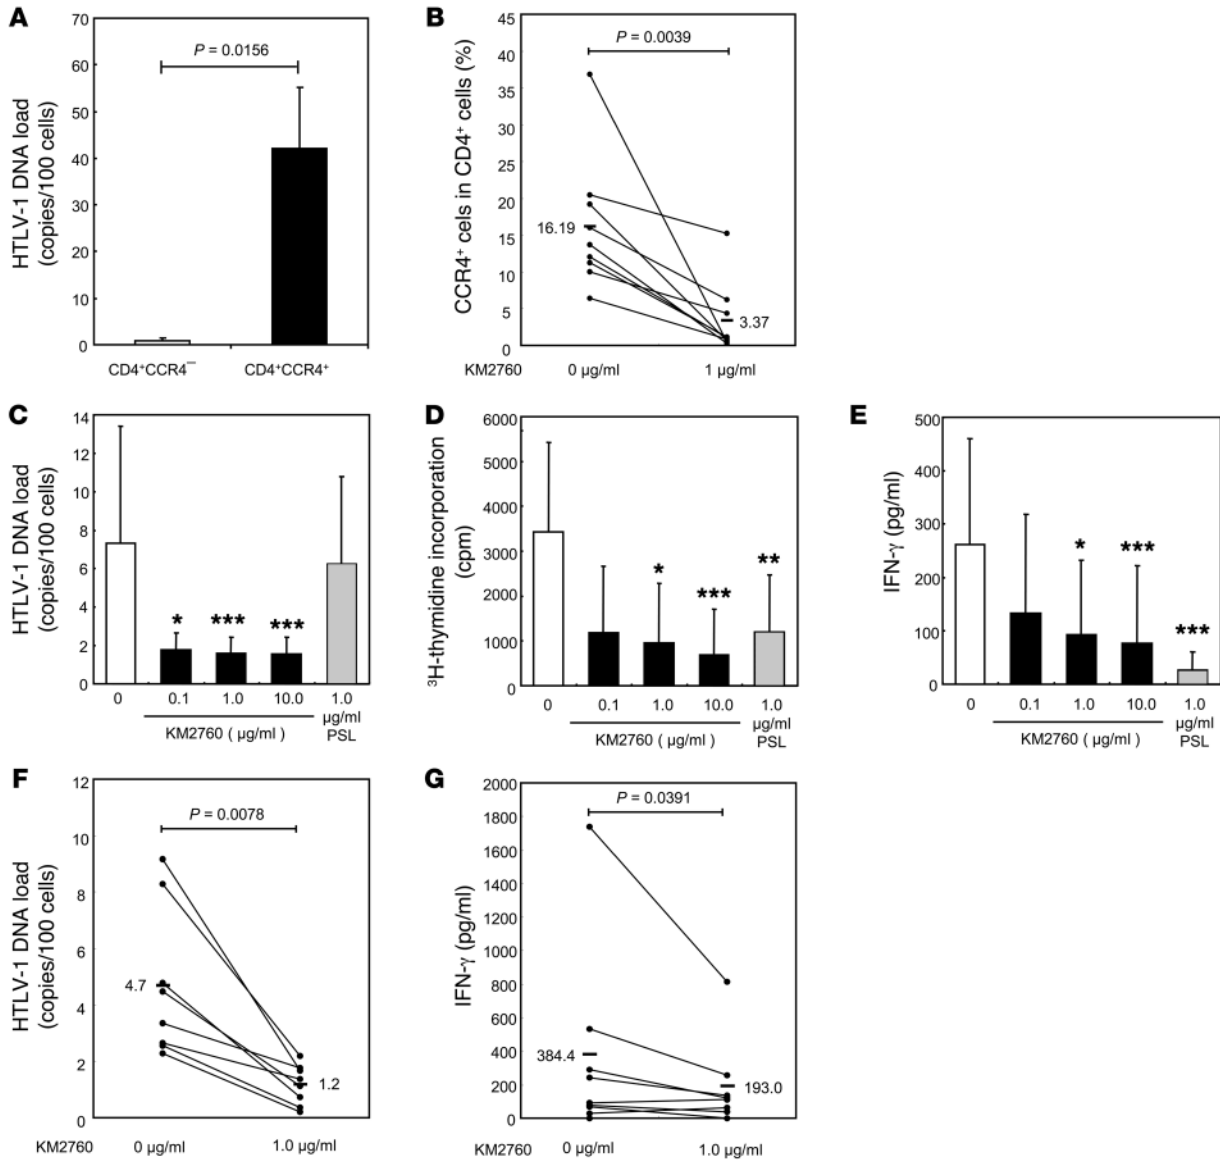 A
HTLV-1 DNA load
(copies/100 cells)
70
60
50
40
30
20
10
0
P = 0.0156
CD4⁺CCR4⁻
CD4⁺CCR4⁺
B
CCR4⁺ cels in CD4⁺ cells (%)
45
40
35
30
25
20
15
10
5
0
P = 0.0039
16.19
3.37
KM2760
0 µg/ml
1 µg/ml
C
HTLV-1 DNA load
(copies/100 cells)
14
12
10
8
6
4
2
0
*
***
***
0
0.1
1.0
10.0
1.0
µg/ml
PSL
KM2760 ( µg/ml )
D
³H-thymidine incorporation
(cpm)
6000
5000
4000
3000
2000
1000
0
*
***
**
0
0.1
1.0
10.0
1.0
µg/ml
PSL
KM2760 ( µg/ml )
E
IFN-γ (pg/ml)
500
400
300
200
100
0
*
***
***
0
0.1
1.0
10.0
1.0
µg/ml
PSL
KM2760 ( µg/ml )
F
HTLV-1 DNA load
(copies/100 cells)
12
10
8
6
4
2
0
P = 0.0078
4.7
1.2
KM2760
0 µg/ml
1.0 µg/ml
G
IFN-γ (pg/ml)
2000
1800
1600
1400
1200
1000
800
600
400
200
0
P = 0.0391
384.4
193.0
KM2760
0 µg/ml
1.0 µg/ml